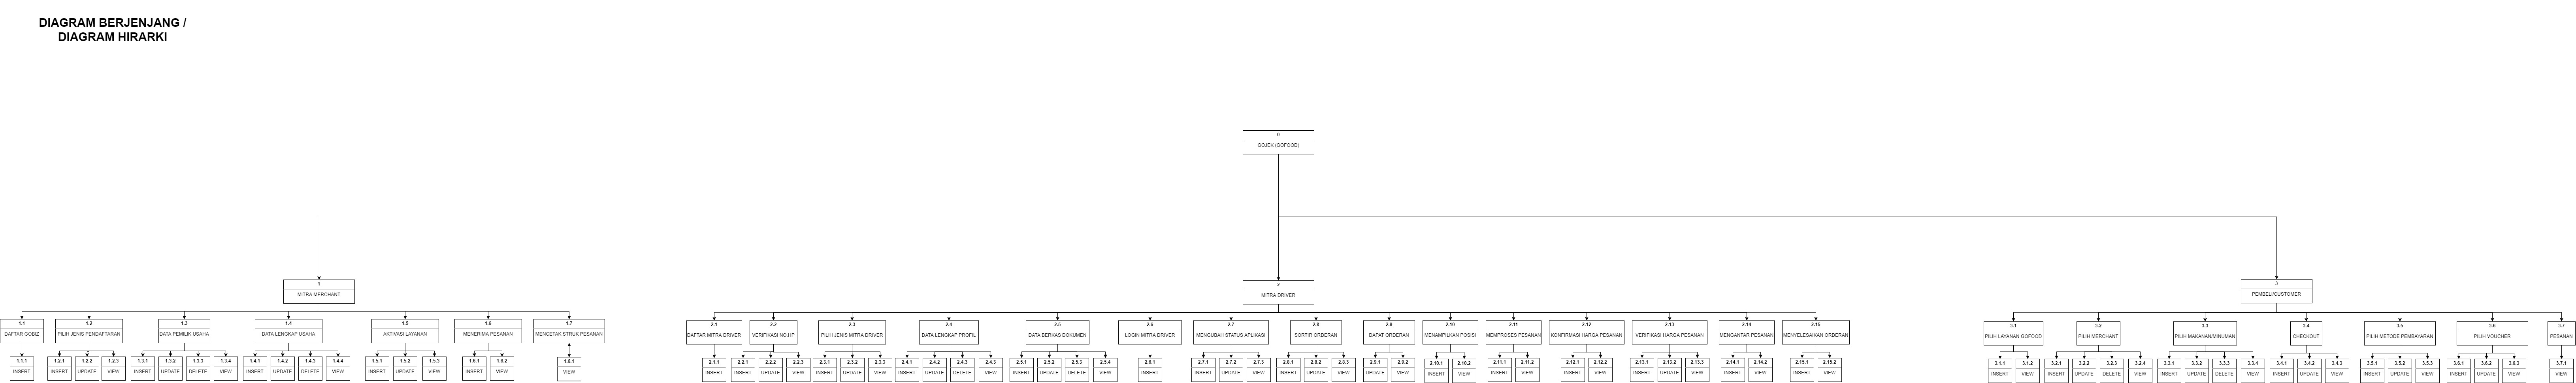 DIAGRAM BERJENJANG /
DIAGRAM HIRARKI
0
GOJEK (GOFOOD)
1
MITRA MERCHANT
2
MITRA DRIVER
3
PEMBELI/CUSTOMER
1.1
DAFTAR GOBIZ
1.2
PILIH JENIS PENDAFTARAN
1.3
DATA PEMILIK USAHA
1.4
DATA LENGKAP USAHA
1.5
AKTIVASI LAYANAN
1.6
MENERIMA PESANAN
1.7
MENCETAK STRUK PESANAN
2.1
DAFTAR MITRA DRIVER
2.2
VERIFIKASI NO.HP
2.3
PILIH JENIS MITRA DRIVER
2.4
DATA LENGKAP PROFIL
2.5
DATA BERKAS DOKUMEN
2.6
LOGIN MITRA DRIVER
2.7
MENGUBAH STATUS APLIKASI
2.8
SORTIR ORDERAN
2.9
DAPAT ORDERAN
2.10
MENAMPILKAN POSISI
2.11
MEMPROSES PESANAN
2.12
KONFIRMASI HARGA PESANAN
2.13
VERIFIKASI HARGA PESANAN
2.14
MENGANTAR PESANAN
2.15
MENYELESAIKAN ORDERAN
3.1
PILIH LAYANAN GOFOOD
3.2
PILIH MERCHANT
3.3
PILIH MAKANAN/MINUMAN
3.4
CHECKOUT
3.5
PILIH METODE PEMBAYARAN
3.6
PILIH VOUCHER
3.7
PESANAN
1.1.1
INSERT
1.2.1
INSERT
1.2.2
UPDATE
1.2.3
VIEW
1.3.1
INSERT
1.3.2
UPDATE
1.3.3
DELETE
1.3.4
VIEW
1.4.1
INSERT
1.4.2
UPDATE
1.4.3
DELETE
1.4.4
VIEW
1.5.1
INSERT
1.5.2
UPDATE
1.5.3
VIEW
1.6.1
INSERT
1.6.2
VIEW
1.6.1
VIEW
2.1.1
INSERT
2.2.1
INSERT
2.2.2
UPDATE
2.2.3
VIEW
2.3.1
INSERT
2.3.2
UPDATE
2.3.3
VIEW
2.4.1
INSERT
2.4.2
UPDATE
2.4.3
DELETE
2.4.3
VIEW
2.5.1
INSERT
2.5.2
UPDATE
2.5.3
DELETE
2.5.4
VIEW
2.6.1
INSERT
2.7.1
INSERT
2.7.2
UPDATE
2.7.3
VIEW
2.8.1
INSERT
2.8.2
UPDATE
2.8.3
VIEW
2.9.1
UPDATE
2.9.2
VIEW
2.10.1
INSERT
2.10.2
VIEW
2.11.1
INSERT
2.11.2
VIEW
2.12.1
INSERT
2.12.2
VIEW
2.13.1
INSERT
2.13.2
UPDATE
2.13.3
VIEW
2.14.1
INSERT
2.14.2
VIEW
2.15.1
INSERT
2.15.2
VIEW
3.1.1
INSERT
3.1.2
VIEW
3.2.1
INSERT
3.2.2
UPDATE
3.2.3
DELETE
3.2.4
VIEW
3.3.1
INSERT
3.3.2
UPDATE
3.3.3
DELETE
3.3.4
VIEW
3.4.1
INSERT
3.4.2
UPDATE
3.4.3
VIEW
3.5.1
INSERT
3.5.2
UPDATE
3.5.3
VIEW
3.6.1
INSERT
3.6.2
UPDATE
3.6.3
VIEW
3.7.1
VIEW